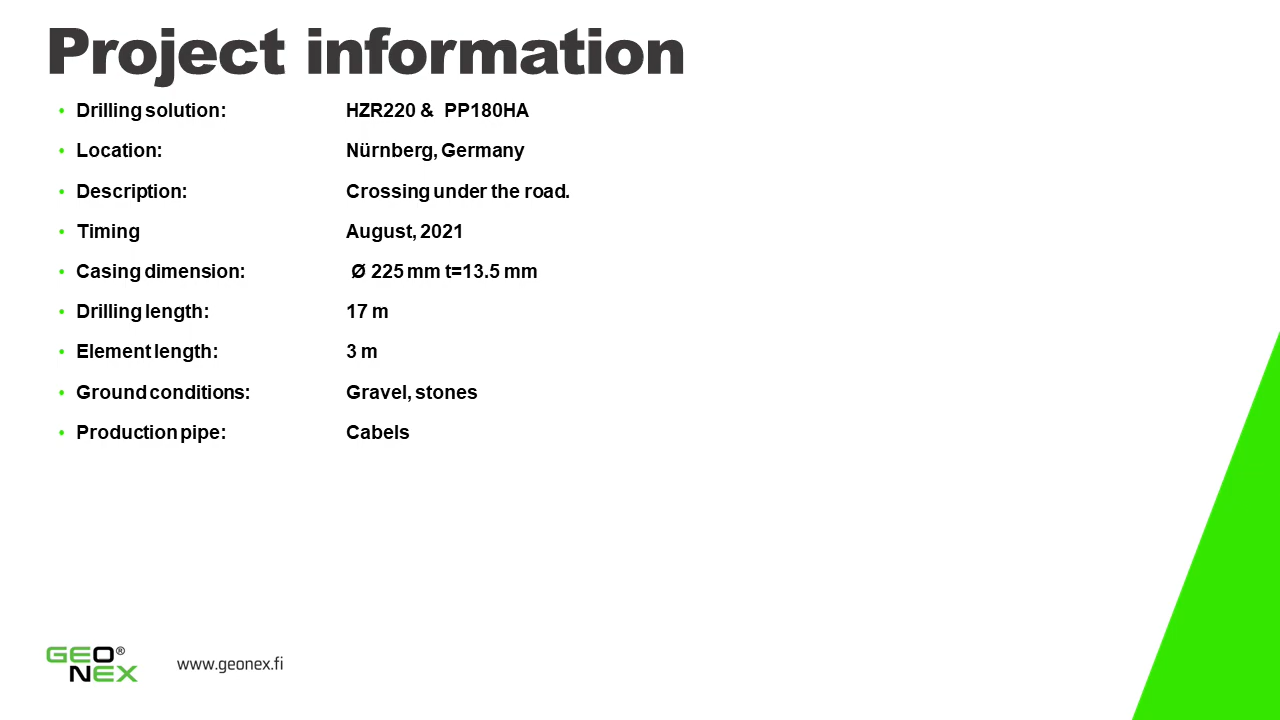 Project information
• Drilling solution: HZR220 & PP180HA
• Location: Nürnberg, Germany
• Description: Crossing under the road.
• Timing August, 2021
• Casing dimension: Ø 225 mm t=13.5 mm
• Drilling length: 17 m
• Element length: 3 m
• Ground conditions: Gravel, stones
• Production pipe: Cabels
GEO®
NEX
www.geonex.fi